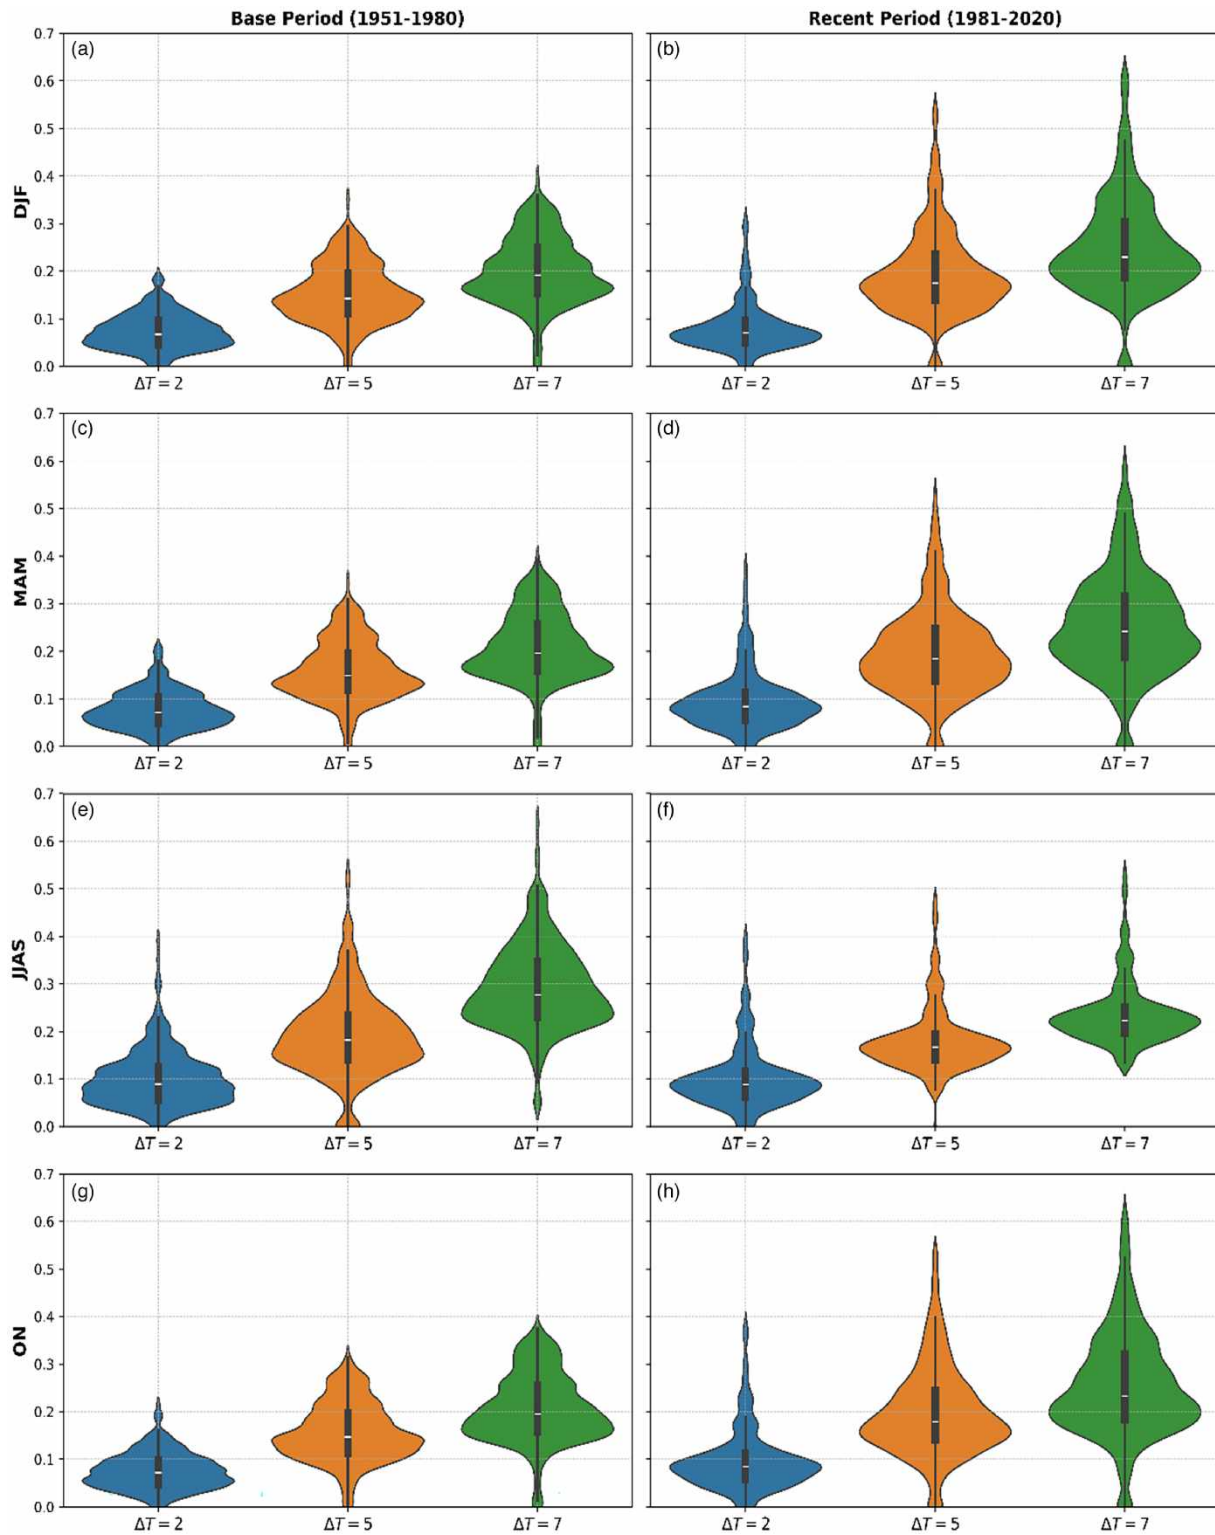 Base Period (1951-1980)
Recent Period (1981-2020)
(a)
(b)
DJF
0.7
0.6
0.5
0.4
0.3
0.2
0.1
0.0
ΔT = 2
ΔT = 5
ΔT = 7
ΔT = 2
ΔT = 5
ΔT = 7
(c)
(d)
MAM
0.7
0.6
0.5
0.4
0.3
0.2
0.1
0.0
ΔT = 2
ΔT = 5
ΔT = 7
ΔT = 2
ΔT = 5
ΔT = 7
(e)
(f)
JJAS
0.7
0.6
0.5
0.4
0.3
0.2
0.1
0.0
ΔT = 2
ΔT = 5
ΔT = 7
ΔT = 2
ΔT = 5
ΔT = 7
(g)
(h)
ON
0.7
0.6
0.5
0.4
0.3
0.2
0.1
0.0
ΔT = 2
ΔT = 5
ΔT = 7
ΔT = 2
ΔT = 5
ΔT = 7